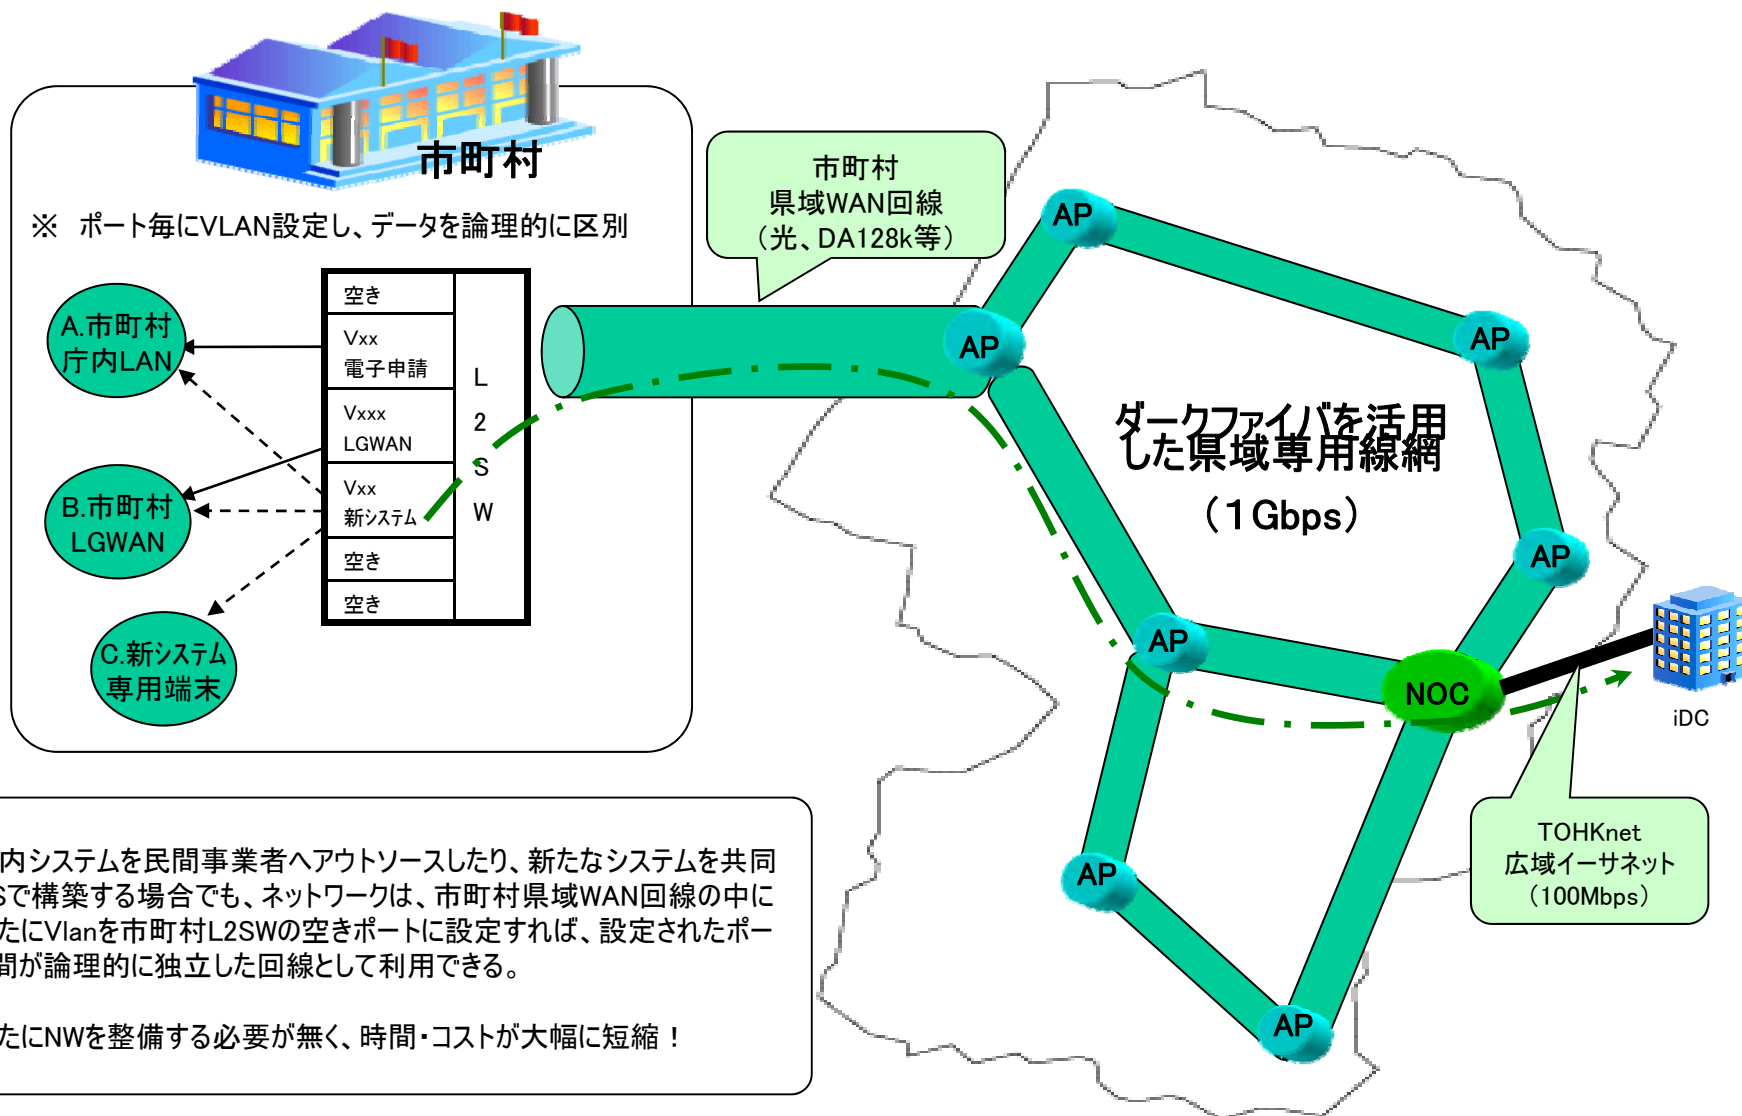 市町村
※ ポート毎にVLAN設定し、データを論理的に区別
A.市町村
庁内LAN
B.市町村
LGWAN
C.新システム
専用端末
空き
Vxx
電子申請
Vxxx
LGWAN
Vxx
新システム
空き
空き
L
2
S
W
市町村
県域WAN回線
（光、DA128k等）
AP
AP
AP
AP
AP
AP
AP
NOC
ダークファイバを活用
した県域専用線網
（１Gbps）
iDC
TOHKnet
広域イーサネット
（100Mbps）
内システムを民間事業者へアウトソースしたり、新たなシステムを共同
Sで構築する場合でも、ネットワークは、市町村県域WAN回線の中に
たにVlanを市町村L2SWの空きポートに設定すれば、設定されたポー
間が論理的に独立した回線として利用できる。
たにNWを整備する必要が無く、時間・コストが大幅に短縮！